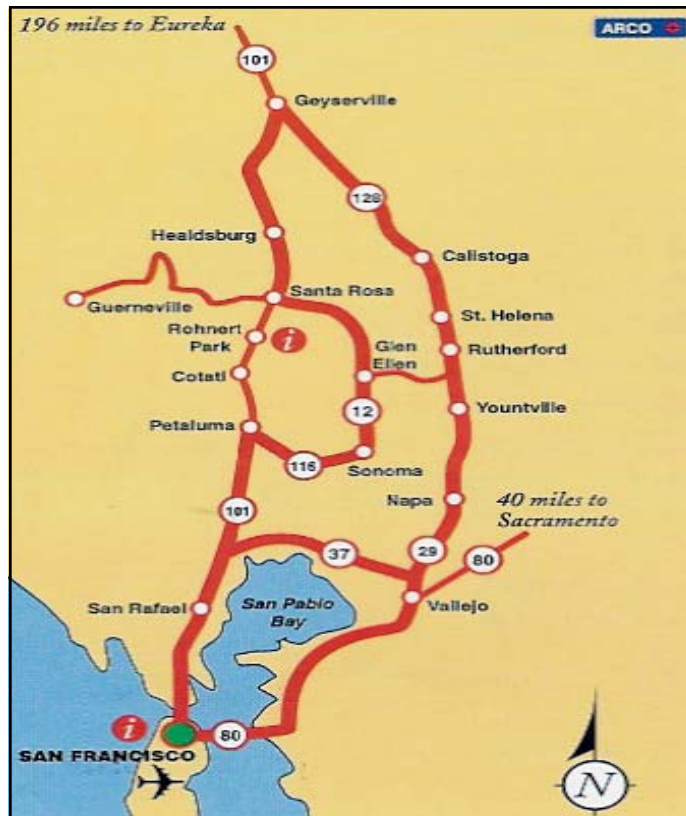 196 miles to Eureka
ARCO
101
Geyserville
128
Healdsburg
Calistoga
Santa Rosa
Guerneville
St. Helena
Rohnert
Park
i
Glen
Ellen
Rutherford
Cotati
12
Yountville
Petaluma
116
Sonoma
Napa
40 miles to
Sacramento
101
37
29
80
San Rafael
San Pablo
Bay
Vallejo
i
80
SAN FRANCISCO
N